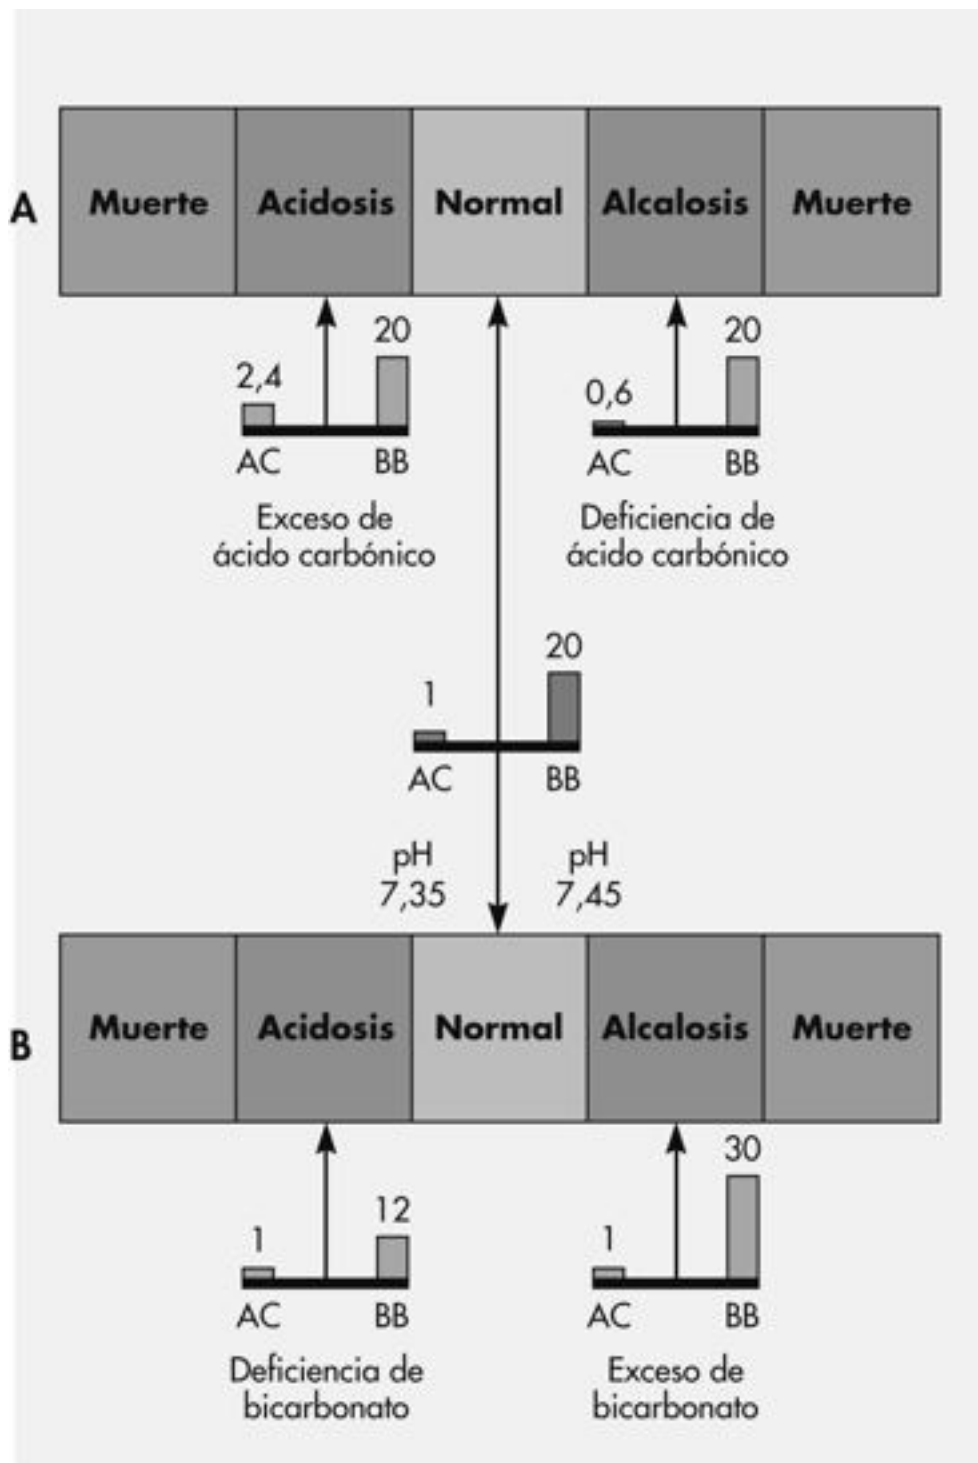 A
Muerte Acidosis Normal Alcalosis Muerte
20 20
2,4 0,6
AC BB AC BB
Exceso de Deficiencia de
ácido carbónico ácido carbónico
20
1
AC BB
pH pH
7,35 7,45
B
Muerte Acidosis Normal Alcalosis Muerte
30
12
1 1
AC BB AC BB
Deficiencia de Exceso de
bicarbonato bicarbonato